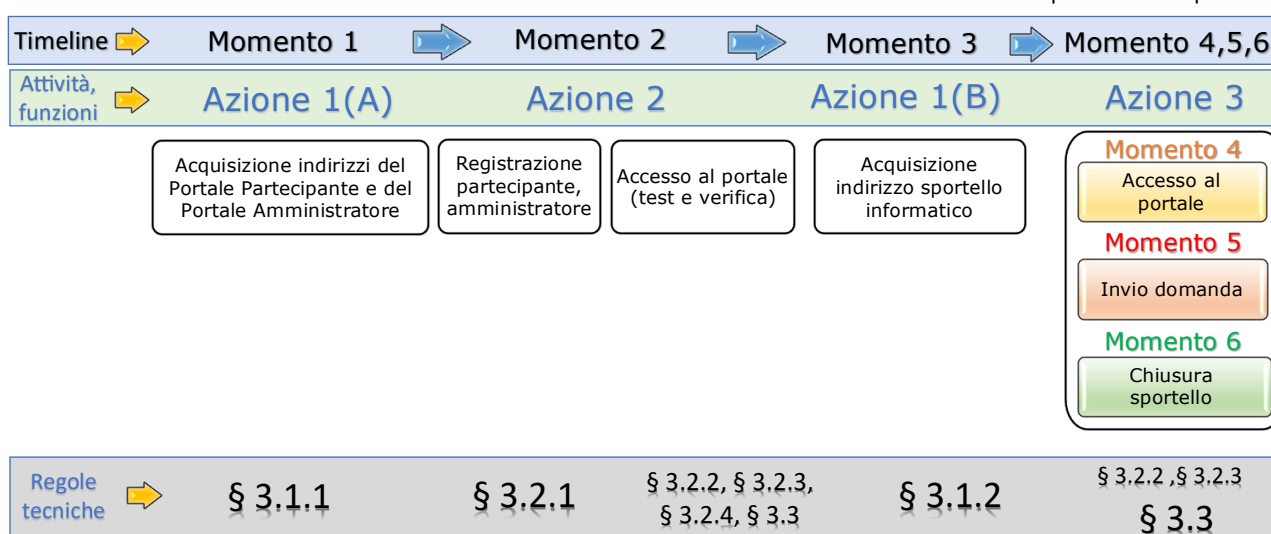 Timeline Momento 1 Momento 2 Momento 3 Momento 4,5,6
Attività,
funzioni
Azione 1(A) Azione 2 Azione 1(B) Azione 3
Acquisizione indirizzi del
Portale Partecipante e del
Portale Amministratore
Registrazione
partecipante,
amministratore
Accesso al portale
(test e verifica)
Acquisizione
indirizzo sportello
informatico
Momento 4
Accesso al
portale
Momento 5
Invio domanda
Momento 6
Chiusura
sportello
Regole
tecniche
§ 3.1.1
§ 3.2.1
§ 3.2.2, § 3.2.3,
§ 3.2.4, § 3.3
§ 3.1.2
§ 3.2.2 ,§ 3.2.3
§ 3.3